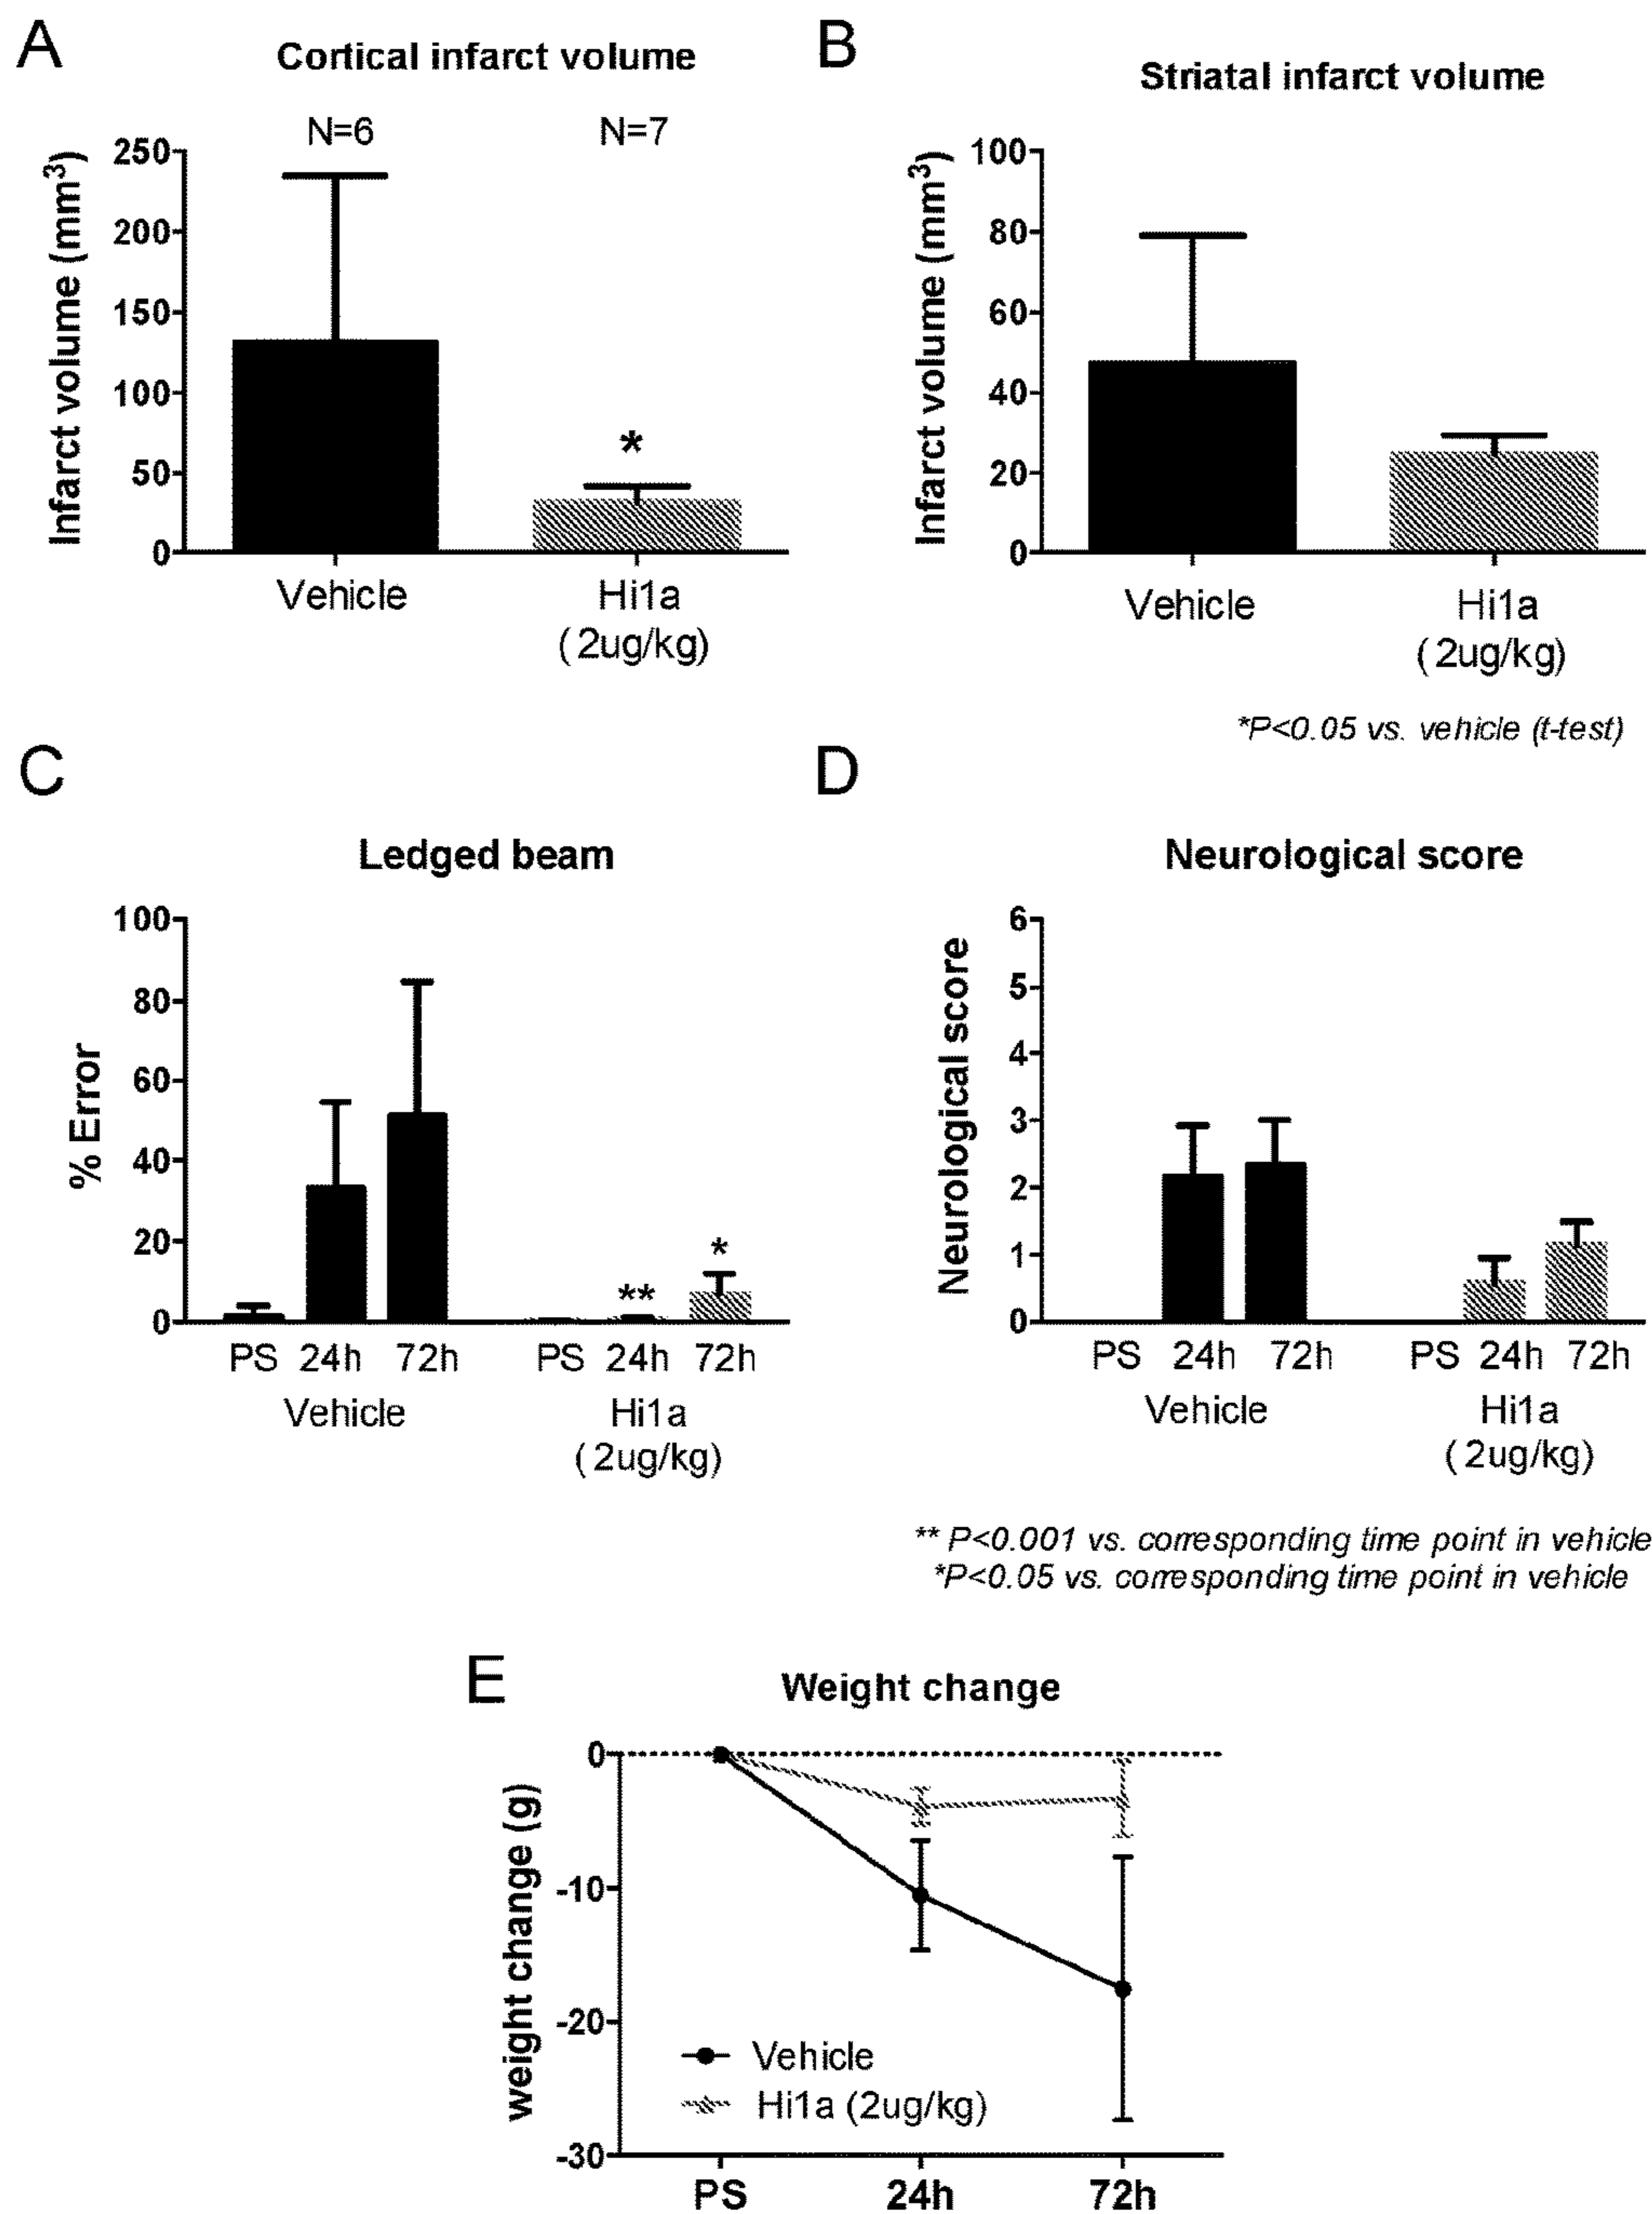 A
Cortical infarct volume
N=6
N=7
Infarct volume (mm³)
250
200
150
100
50
0
*
Vehicle
Hi1a
(2ug/kg)
B
Striatal infarct volume
Infarct volume (mm³)
100
80
60
40
20
0
Vehicle
Hi1a
(2ug/kg)
*P<0.05 vs. vehicle (t-test)
C
Ledged beam
% Error
100
80
60
40
20
0
**
*
PS 24h 72h
PS 24h 72h
Vehicle
Hi1a
(2ug/kg)
D
Neurological score
Neurological score
6
5
4
3
2
1
0
PS 24h 72h
PS 24h 72h
Vehicle
Hi1a
(2ug/kg)
** P<0.001 vs. corresponding time point in vehicle
*P<0.05 vs. corresponding time point in vehicle
E
Weight change
weight change (g)
0
-10
-20
-30
Vehicle
Hi1a (2ug/kg)
PS 24h 72h